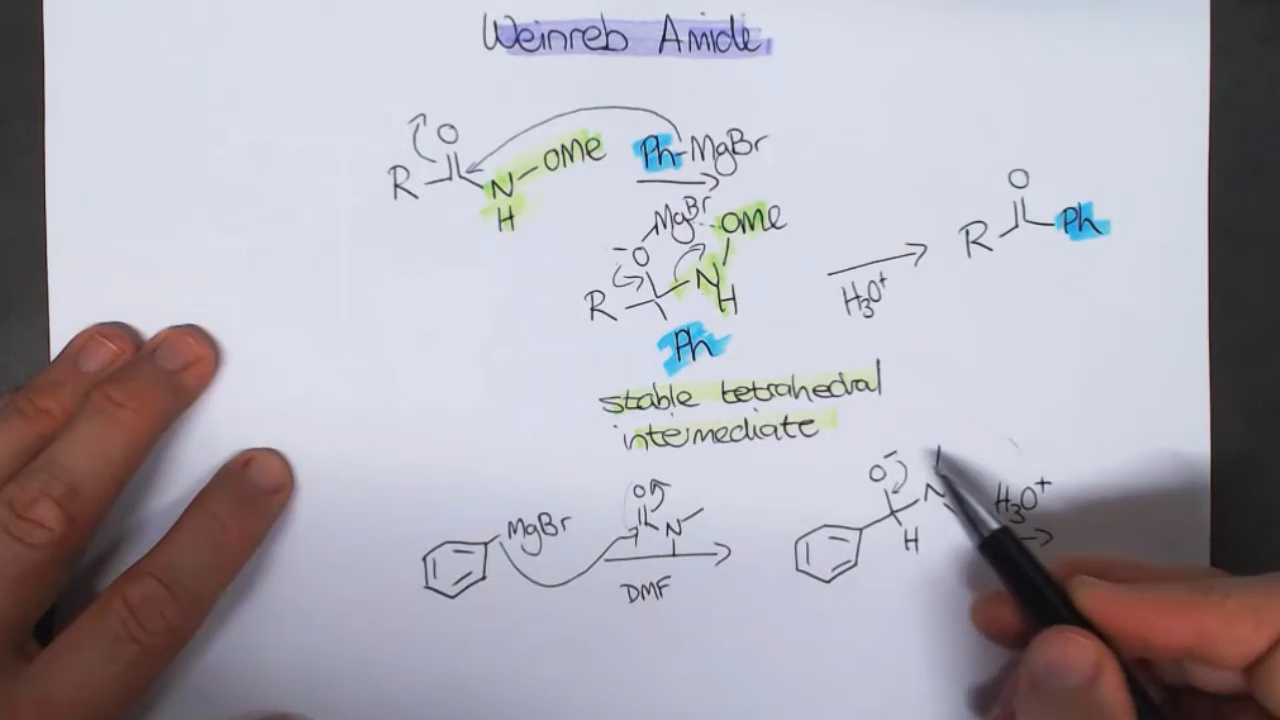 Weinreb Amide
O
R
N
H
OMe
Ph-MgBr
MgBr
OMe
-
O
R
N
H
Ph
H3O+
O
R
Ph
stable tetrahedral
intermediate
MgBr
O
N
DMF
O-
H
N
H3O+